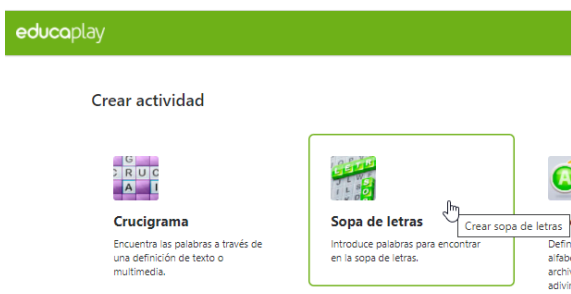 educaplay
Crear actividad
Crucigrama
Encuentra las palabras a través de
una definición de texto o
multimedia.
Sopa de letras
Introduce palabras para encontrar
en la sopa de letras.
Crear sopa de letras